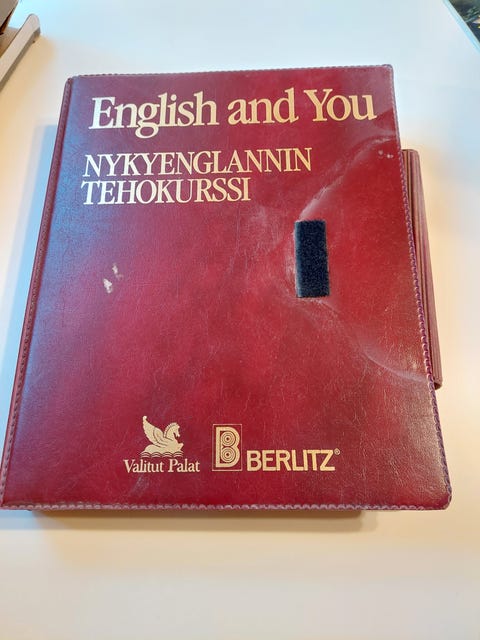 English and You
NYKYENGLANNIN
TEHOKURSSI
Valitut Palat
B BERLITZ®